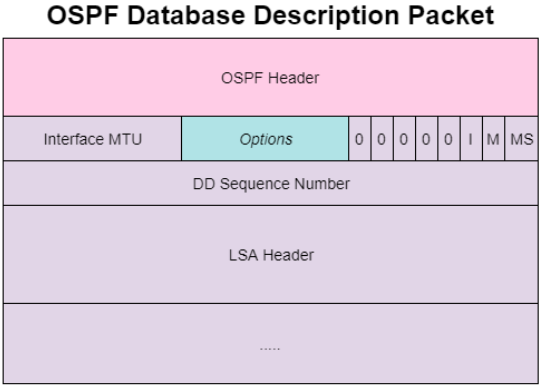 OSPF Database Description Packet
OSPF Header
Interface MTU Options 0 0 0 0 0 I M MS
DD Sequence Number
LSA Header
.....